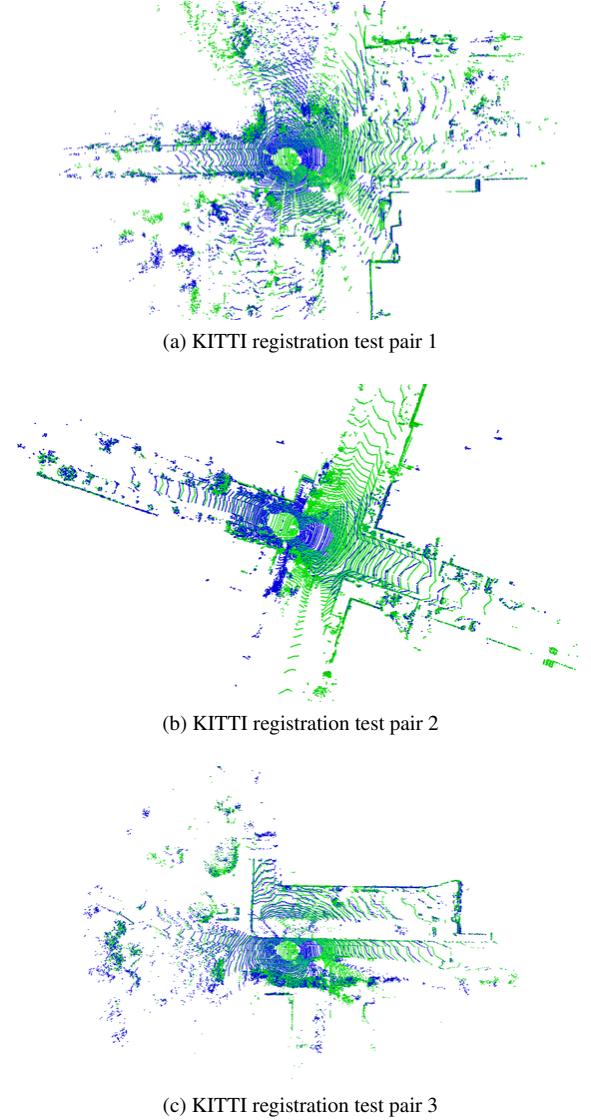 (a) KITTI registration test pair 1
(b) KITTI registration test pair 2
(c) KITTI registration test pair 3